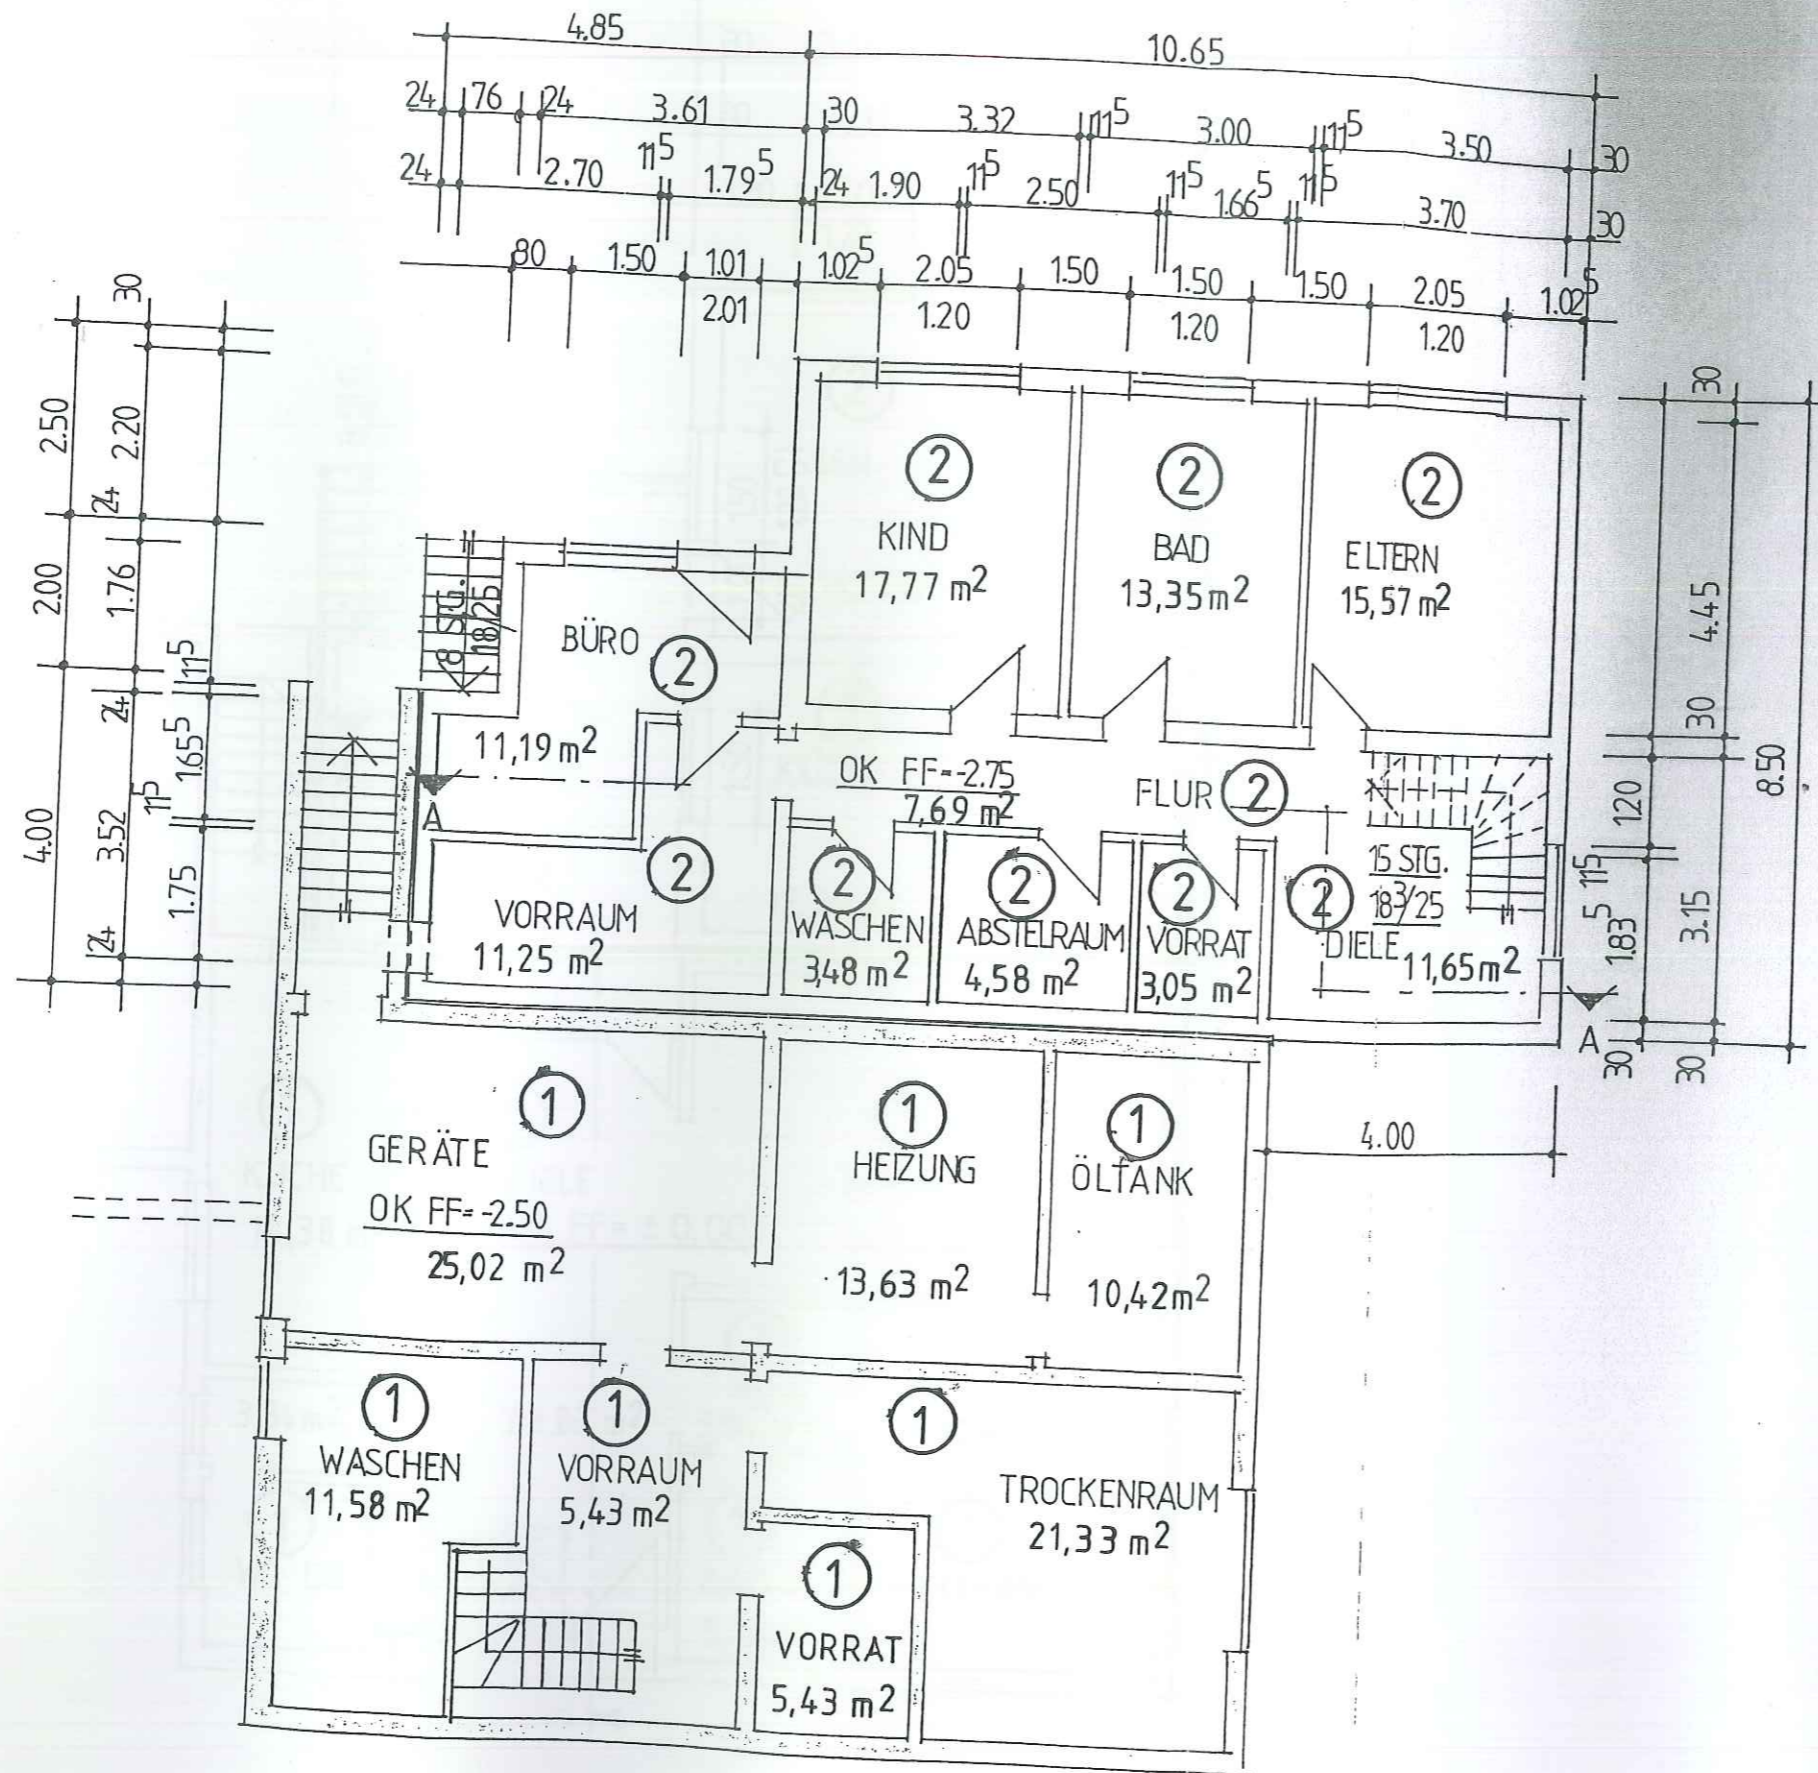 4.85 10.65
24 76 24 3.61 30 3.32 11⁵ 3.00 11⁵ 3.50 30
24 2.70 11⁵ 1.79⁵ 24 1.90 11⁵ 2.50 11⁵ 1.66⁵ 11⁵ 3.70 30
80 1.50 1.01 1.02⁵ 2.05 1.50 1.50 1.50 2.05 1.02⁵
2.01 1.20 1.20 1.20
2.50 2.00 4.00
30 2.20 24 1.76 24 3.52 24
11⁵ 1.65⁵ 11⁵ 1.75
2
KIND
17,77 m²
2
BAD
13,35 m²
2
ELTERN
15,57 m²
8 STG.
18/25
BÜRO
2
11,19 m²
A
OK FF=-2.75
7,69 m²
FLUR 2
2
VORRAUM
11,25 m²
2
WASCHEN
3,48 m²
2
ABSTELRAUM
4,58 m²
2
VORRAT
3,05 m²
2
15 STG.
18³/25
DIELE 11,65 m²
A
120 11⁵ 1.83⁵ 30
30 4.45 30 3.15 30
8.50
4.00
1
GERÄTE
OK FF=-2.50
25,02 m²
1
HEIZUNG
13,63 m²
1
ÖLTANK
10,42 m²
1
WASCHEN
11,58 m²
1
VORRAUM
5,43 m²
1
TROCKENRAUM
21,33 m²
1
VORRAT
5,43 m²